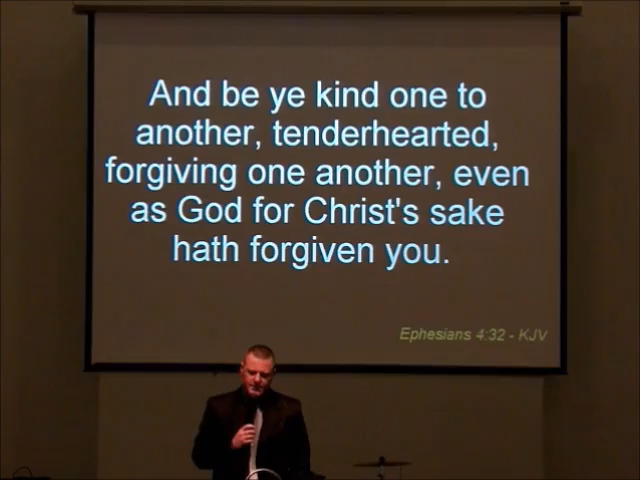 And be ye kind one to
another, tenderhearted,
forgiving one another, even
as God for Christ's sake
hath forgiven you.
Ephesians 4:32 - KJV